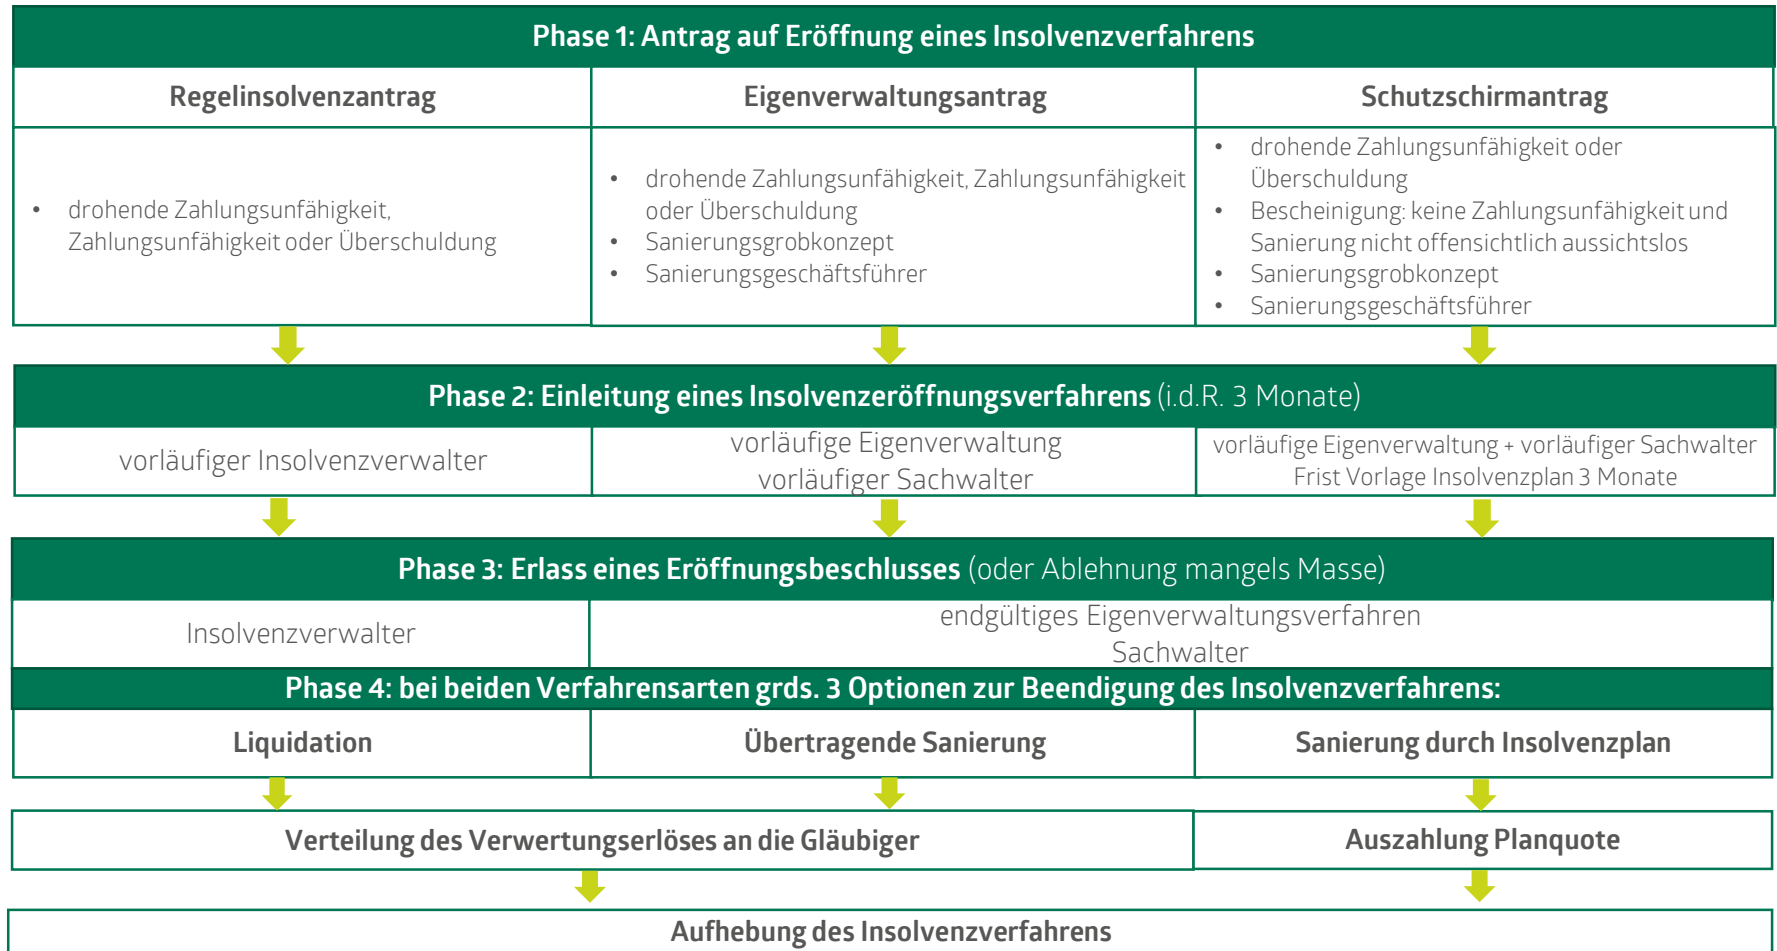 Phase 1: Antrag auf Eröffnung eines Insolvenzverfahrens
Regelinsolvenzantrag
Eigenverwaltungsantrag
Schutzschirmantrag
• drohende Zahlungsunfähigkeit,
Zahlungsunfähigkeit oder Überschuldung
• drohende Zahlungsunfähigkeit, Zahlungsunfähigkeit
oder Überschuldung
• Sanierungsgrobkonzept
• Sanierungsgeschäftsführer
• drohende Zahlungsunfähigkeit oder
Überschuldung
• Bescheinigung: keine Zahlungsunfähigkeit und
Sanierung nicht offensichtlich aussichtslos
• Sanierungsgrobkonzept
• Sanierungsgeschäftsführer
Phase 2: Einleitung eines Insolvenzeröffnungsverfahrens (i.d.R. 3 Monate)
vorläufiger Insolvenzverwalter
vorläufige Eigenverwaltung
vorläufiger Sachwalter
vorläufige Eigenverwaltung + vorläufiger Sachwalter
Frist Vorlage Insolvenzplan 3 Monate
Phase 3: Erlass eines Eröffnungsbeschlusses (oder Ablehnung mangels Masse)
Insolvenzverwalter
endgültiges Eigenverwaltungsverfahren
Sachwalter
Phase 4: bei beiden Verfahrensarten grds. 3 Optionen zur Beendigung des Insolvenzverfahrens:
Liquidation
Übertragende Sanierung
Sanierung durch Insolvenzplan
Verteilung des Verwertungserlöses an die Gläubiger
Auszahlung Planquote
Aufhebung des Insolvenzverfahrens